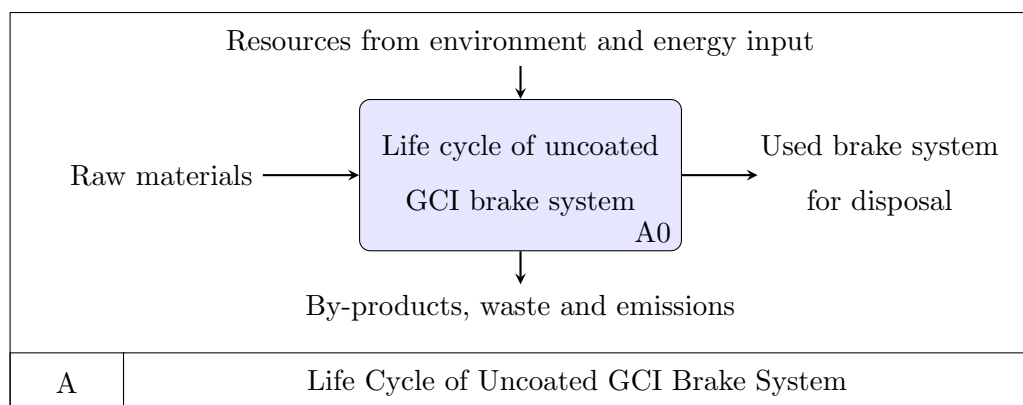 Resources from environment and energy input
Raw materials
Life cycle of uncoated
GCI brake system
A0
Used brake system
for disposal
By-products, waste and emissions
A
Life Cycle of Uncoated GCI Brake System